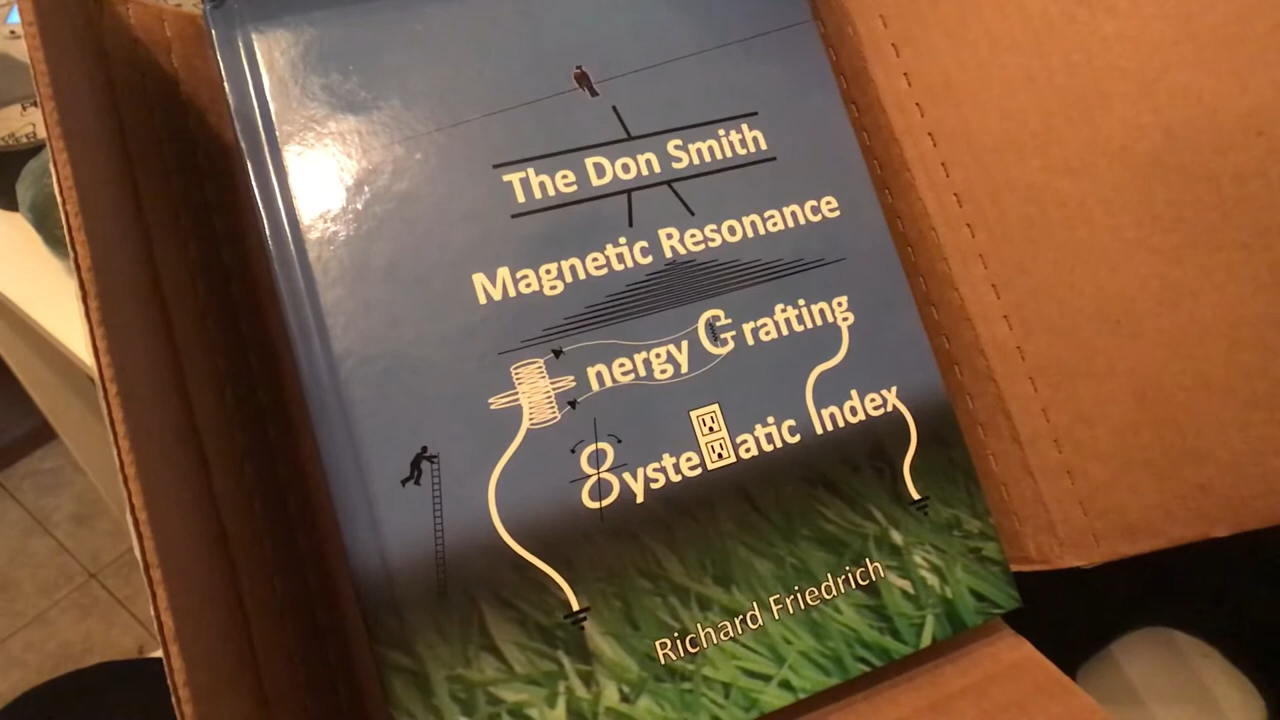 The Don Smith
Magnetic Resonance
Energy Grafting
Systematic Index
Richard Friedrich